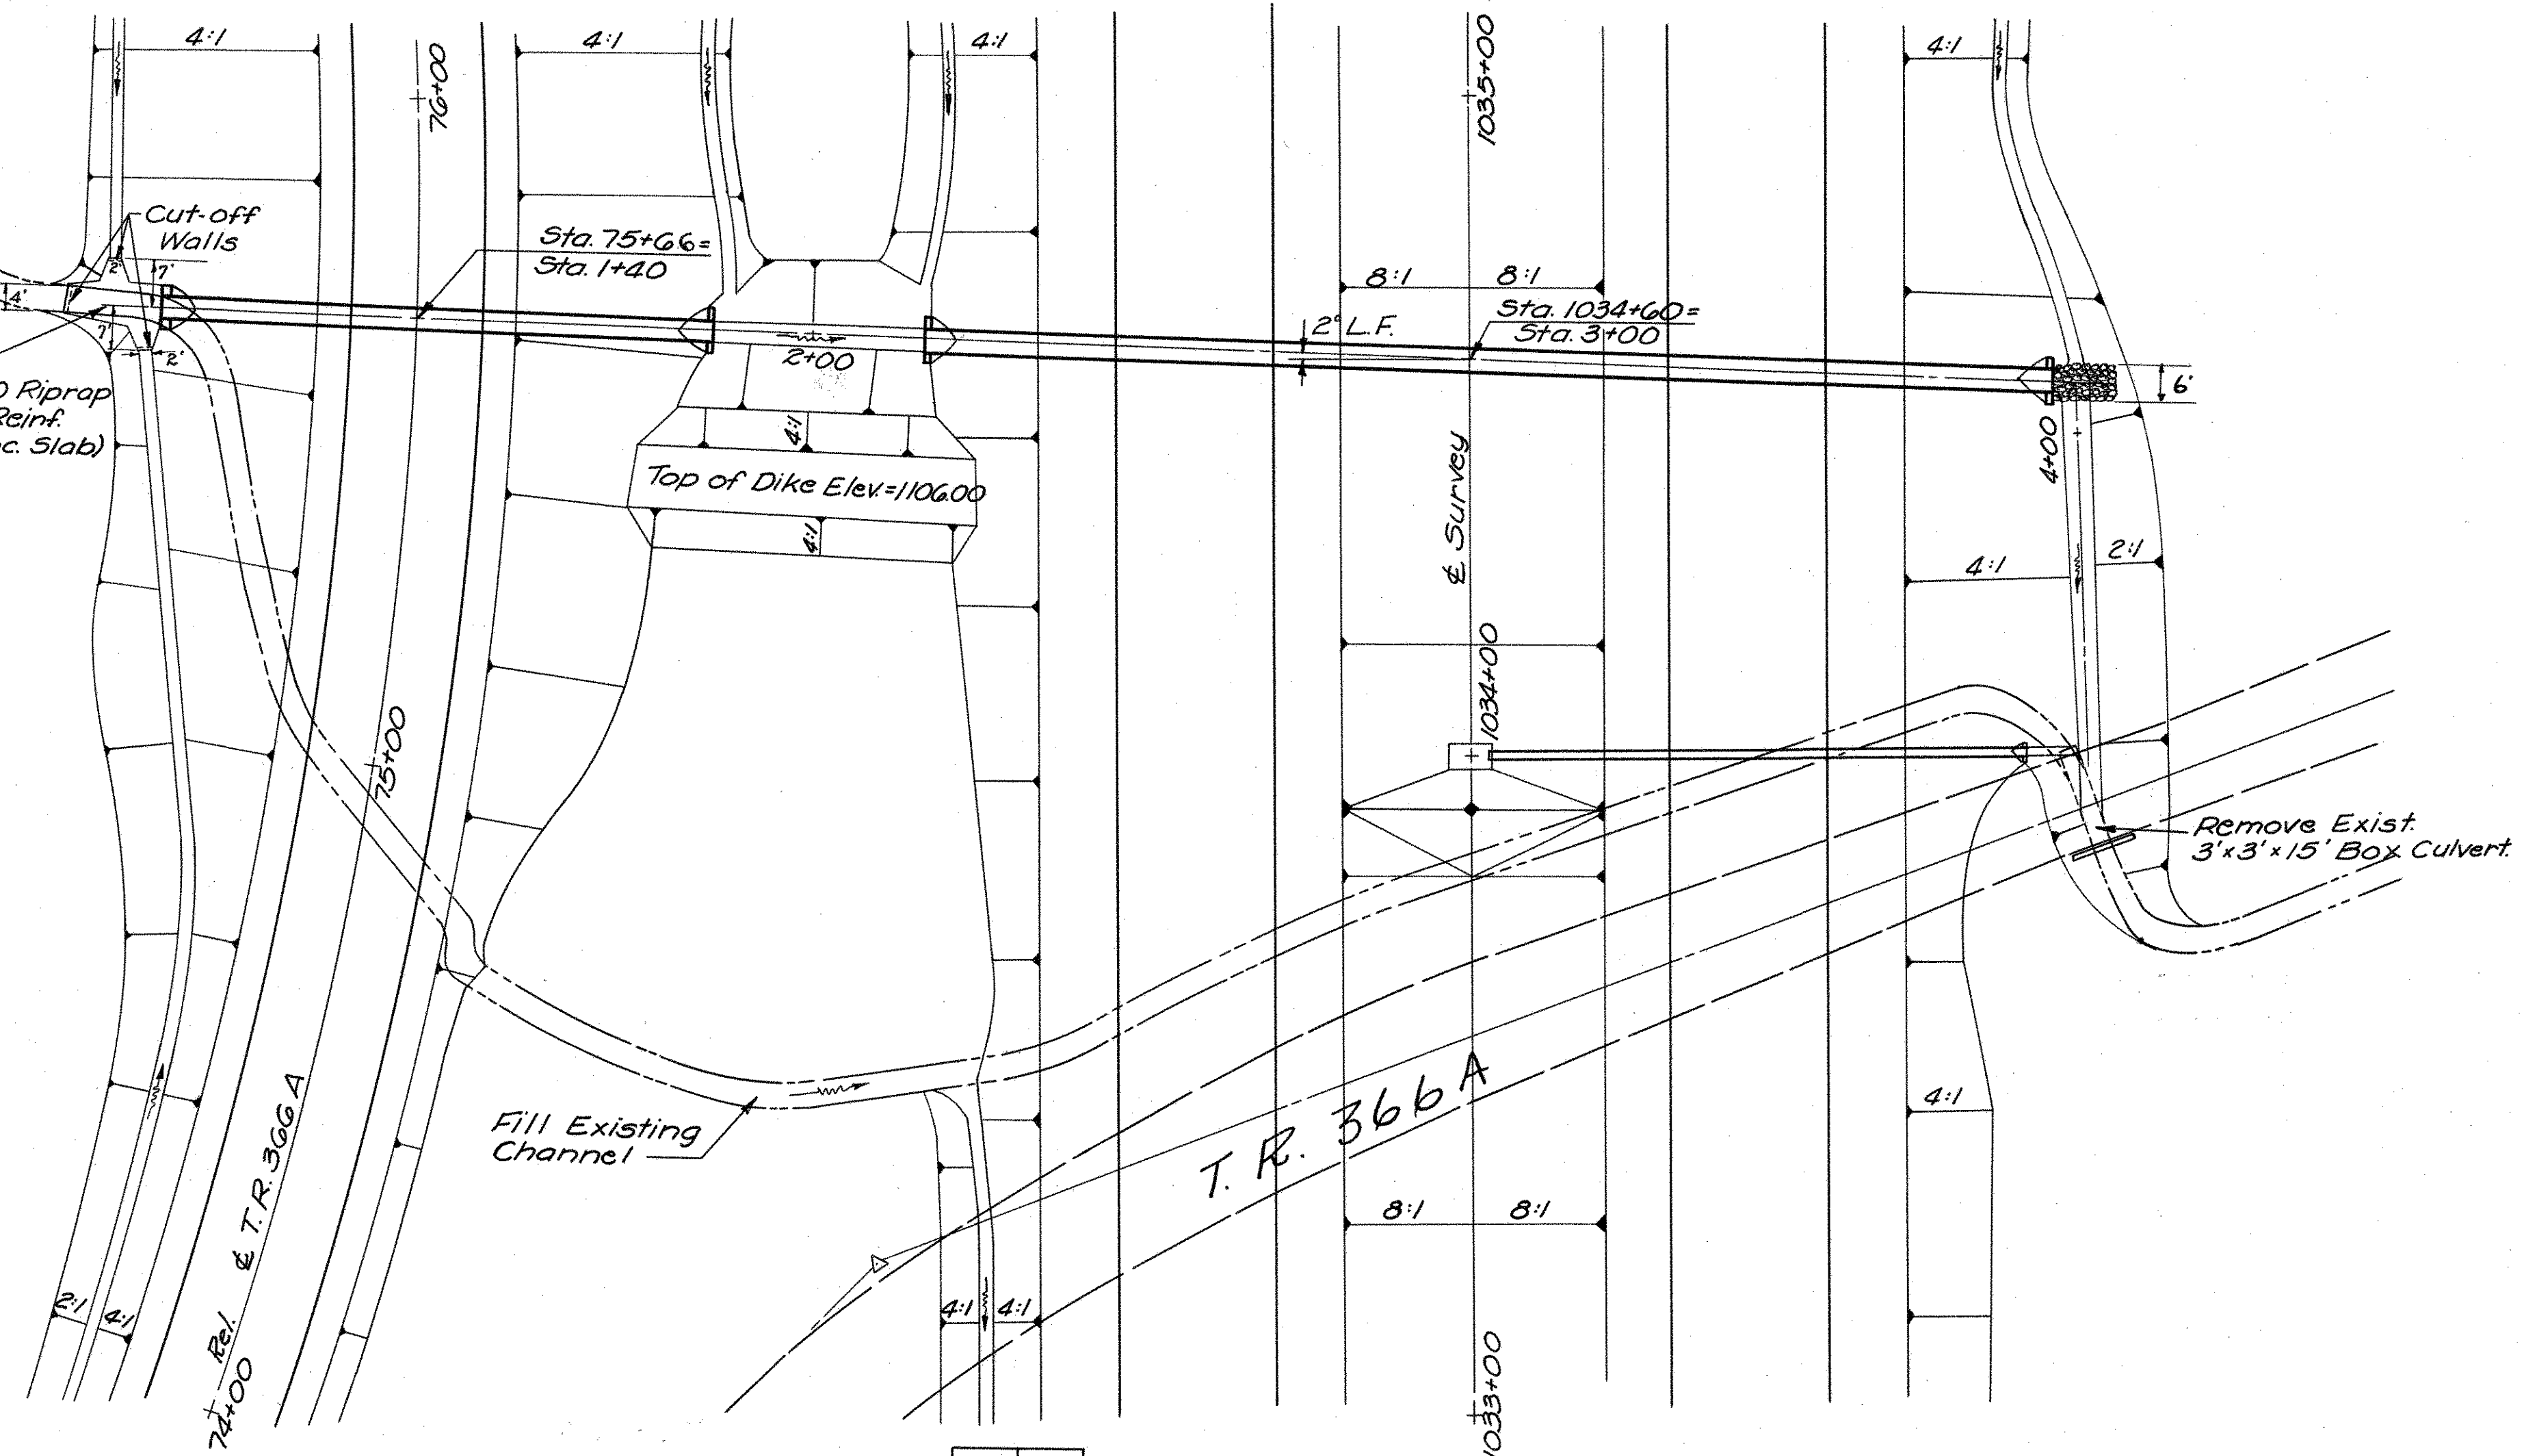 4:1
4:1
4:1
4:1
76+00
1035+00
Cut-off
Walls
2'
7'
4'
7'
2'
Sta. 75+66=
Sta. 1+40
8:1
8:1
Sta. 1034+60=
Sta. 3+00
2° L.F.
2+00
6'
Riprap
Reinf.
c. Slab)
4:1
Top of Dike Elev.=1106.00
4:1
℄ Survey
4+00
4:1
2:1
1034+00
75+00
Remove Exist.
3'x3'x15' Box Culvert.
Fill Existing
Channel
T. R. 366 A
4:1
8:1
8:1
Rel. ℄ T.R. 366 A
2:1
4:1
4:1
4:1
74+00
1033+00